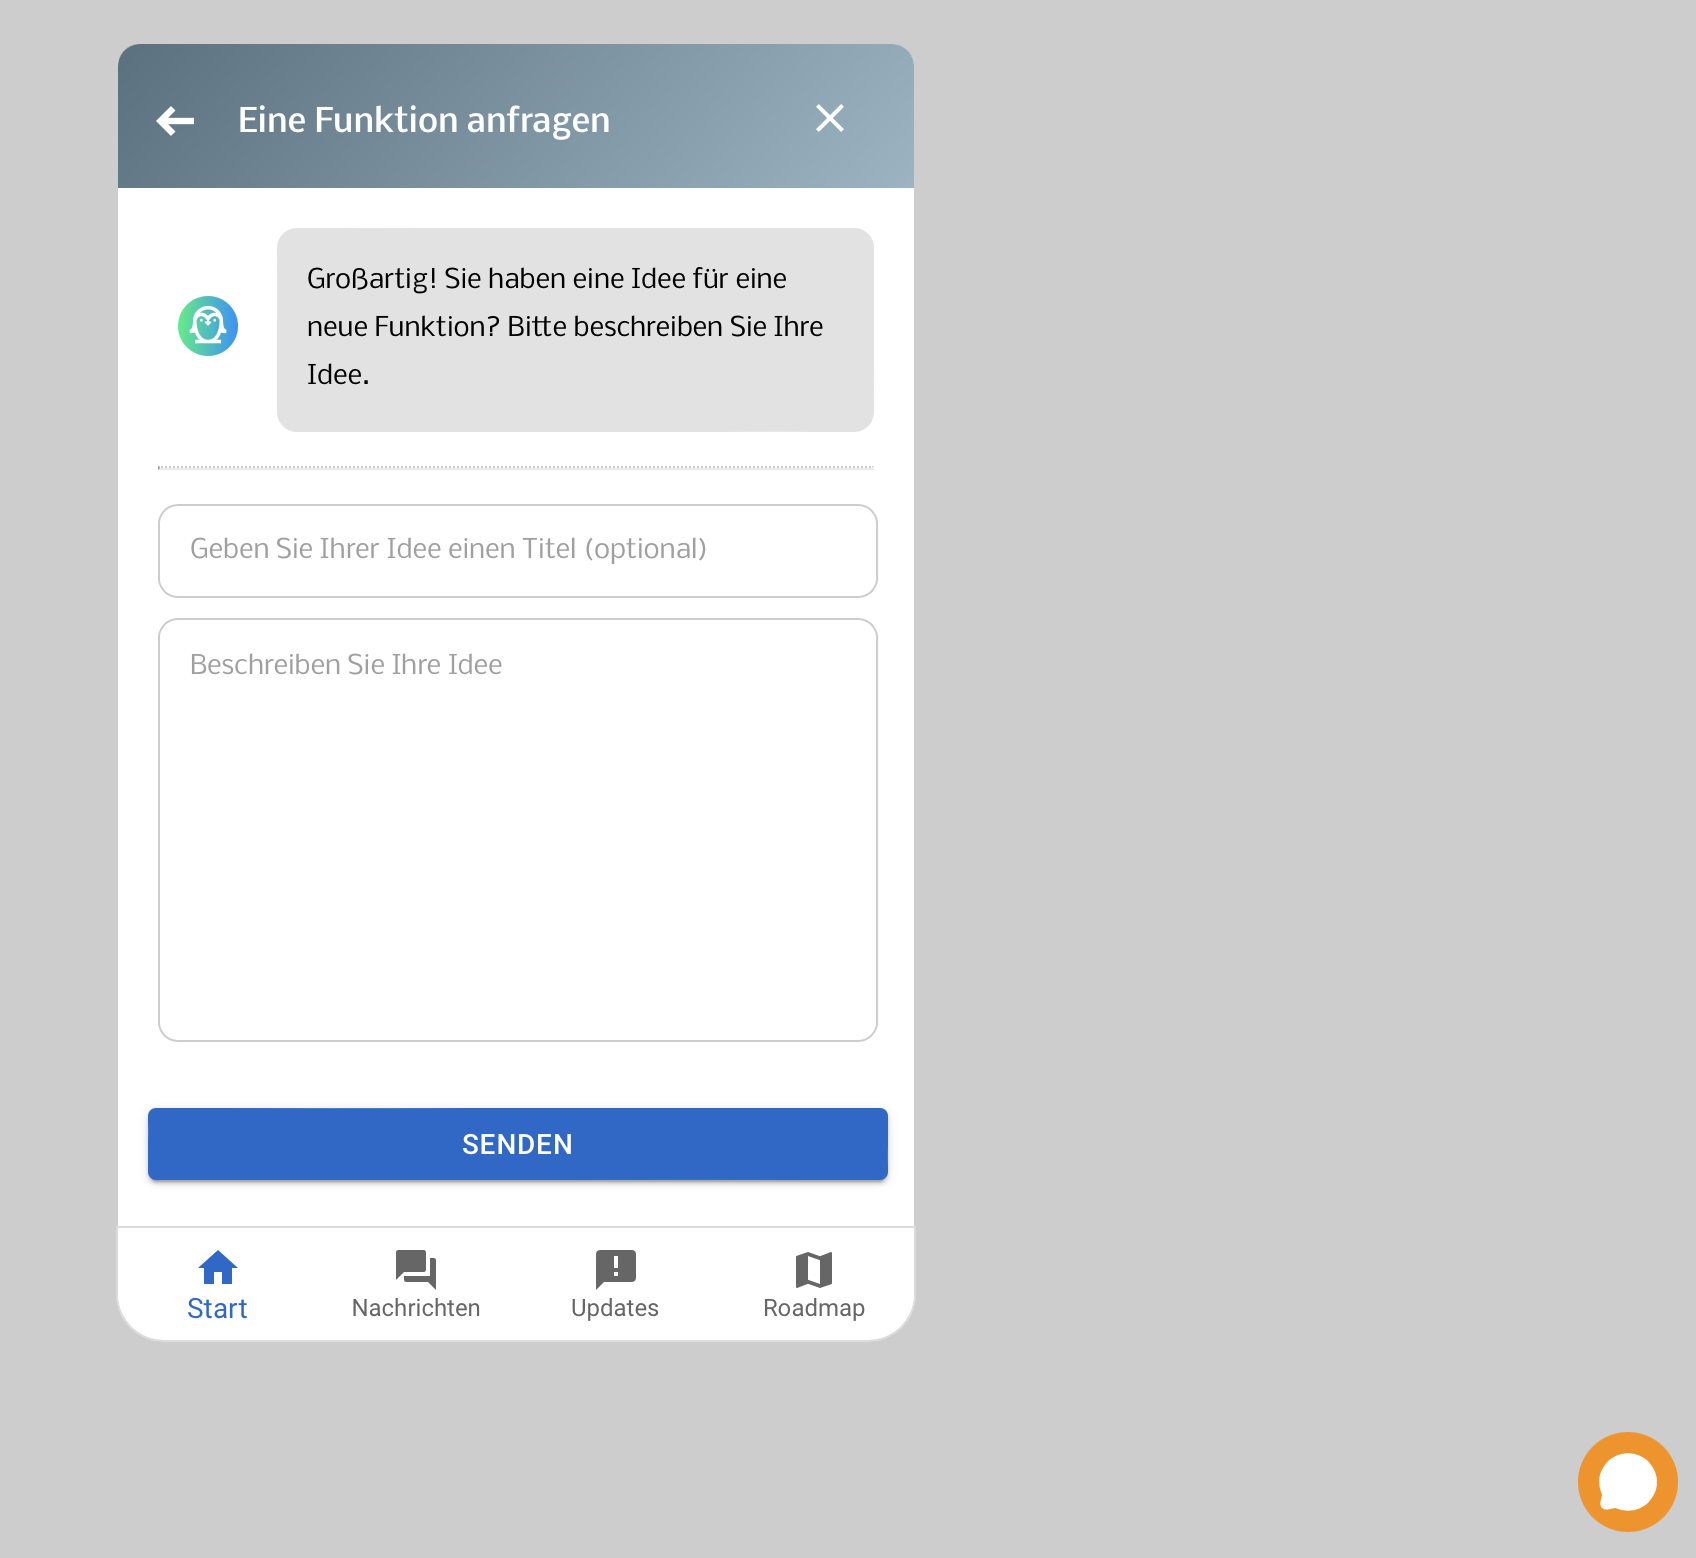 Eine Funktion anfragen
Großartig! Sie haben eine Idee für eine
neue Funktion? Bitte beschreiben Sie Ihre
Idee.
Geben Sie Ihrer Idee einen Titel (optional)
Beschreiben Sie Ihre Idee
SENDEN
Start
Nachrichten
Updates
Roadmap